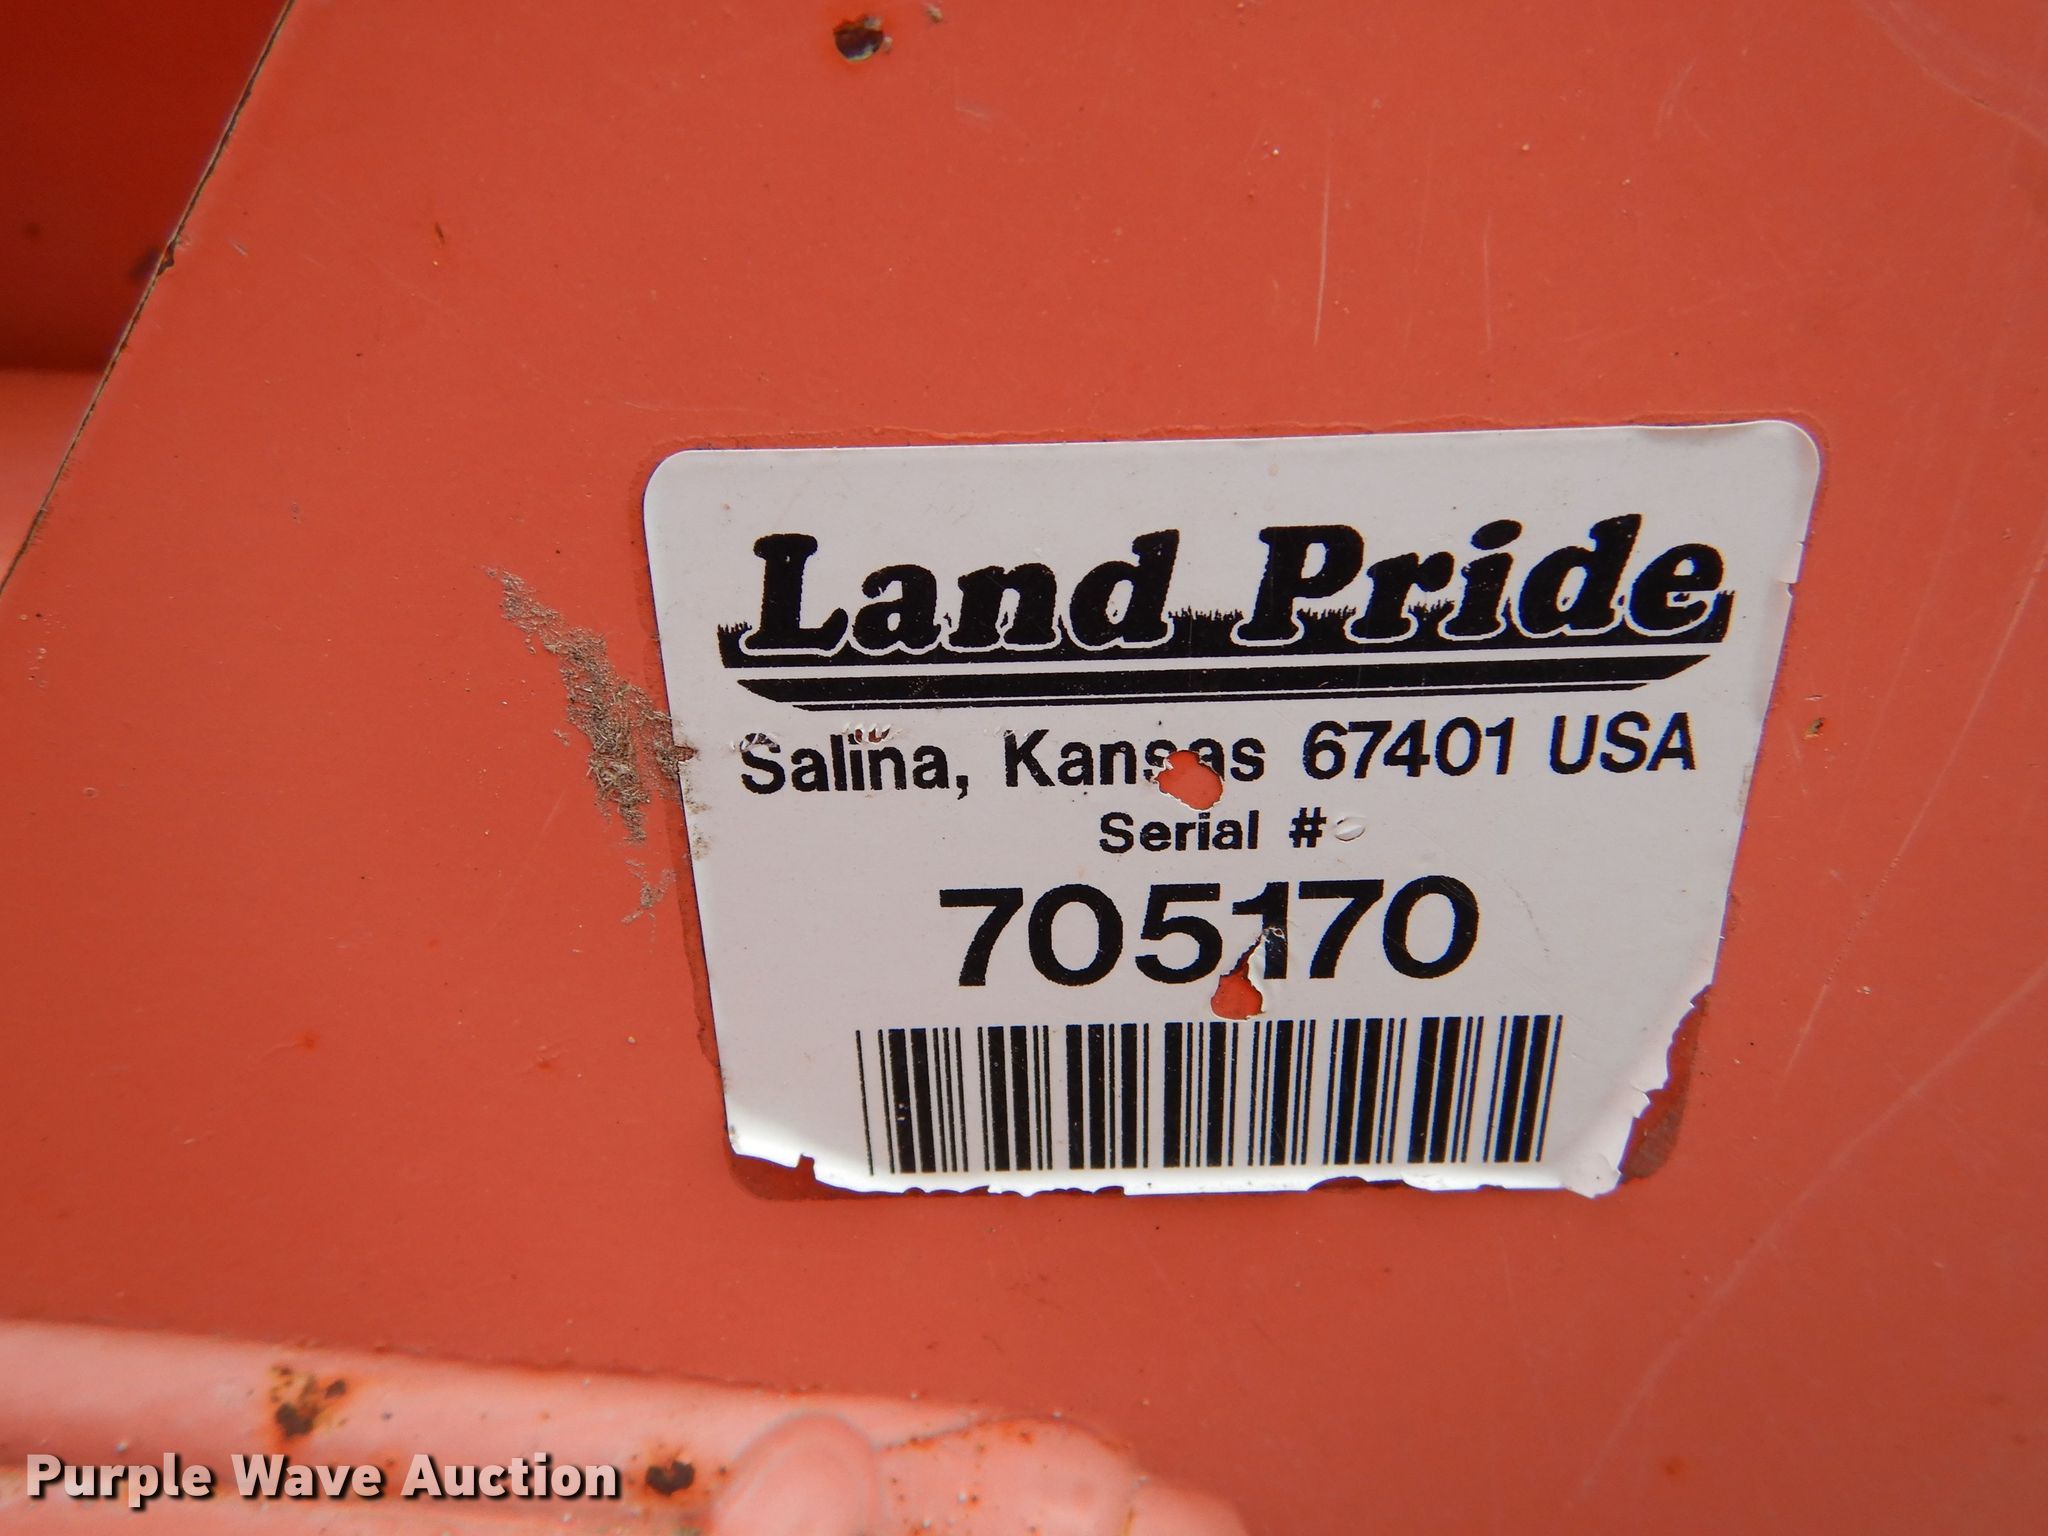 Land Pride
Salina, Kansas 67401 USA
Serial #
705170
Purple Wave Auction